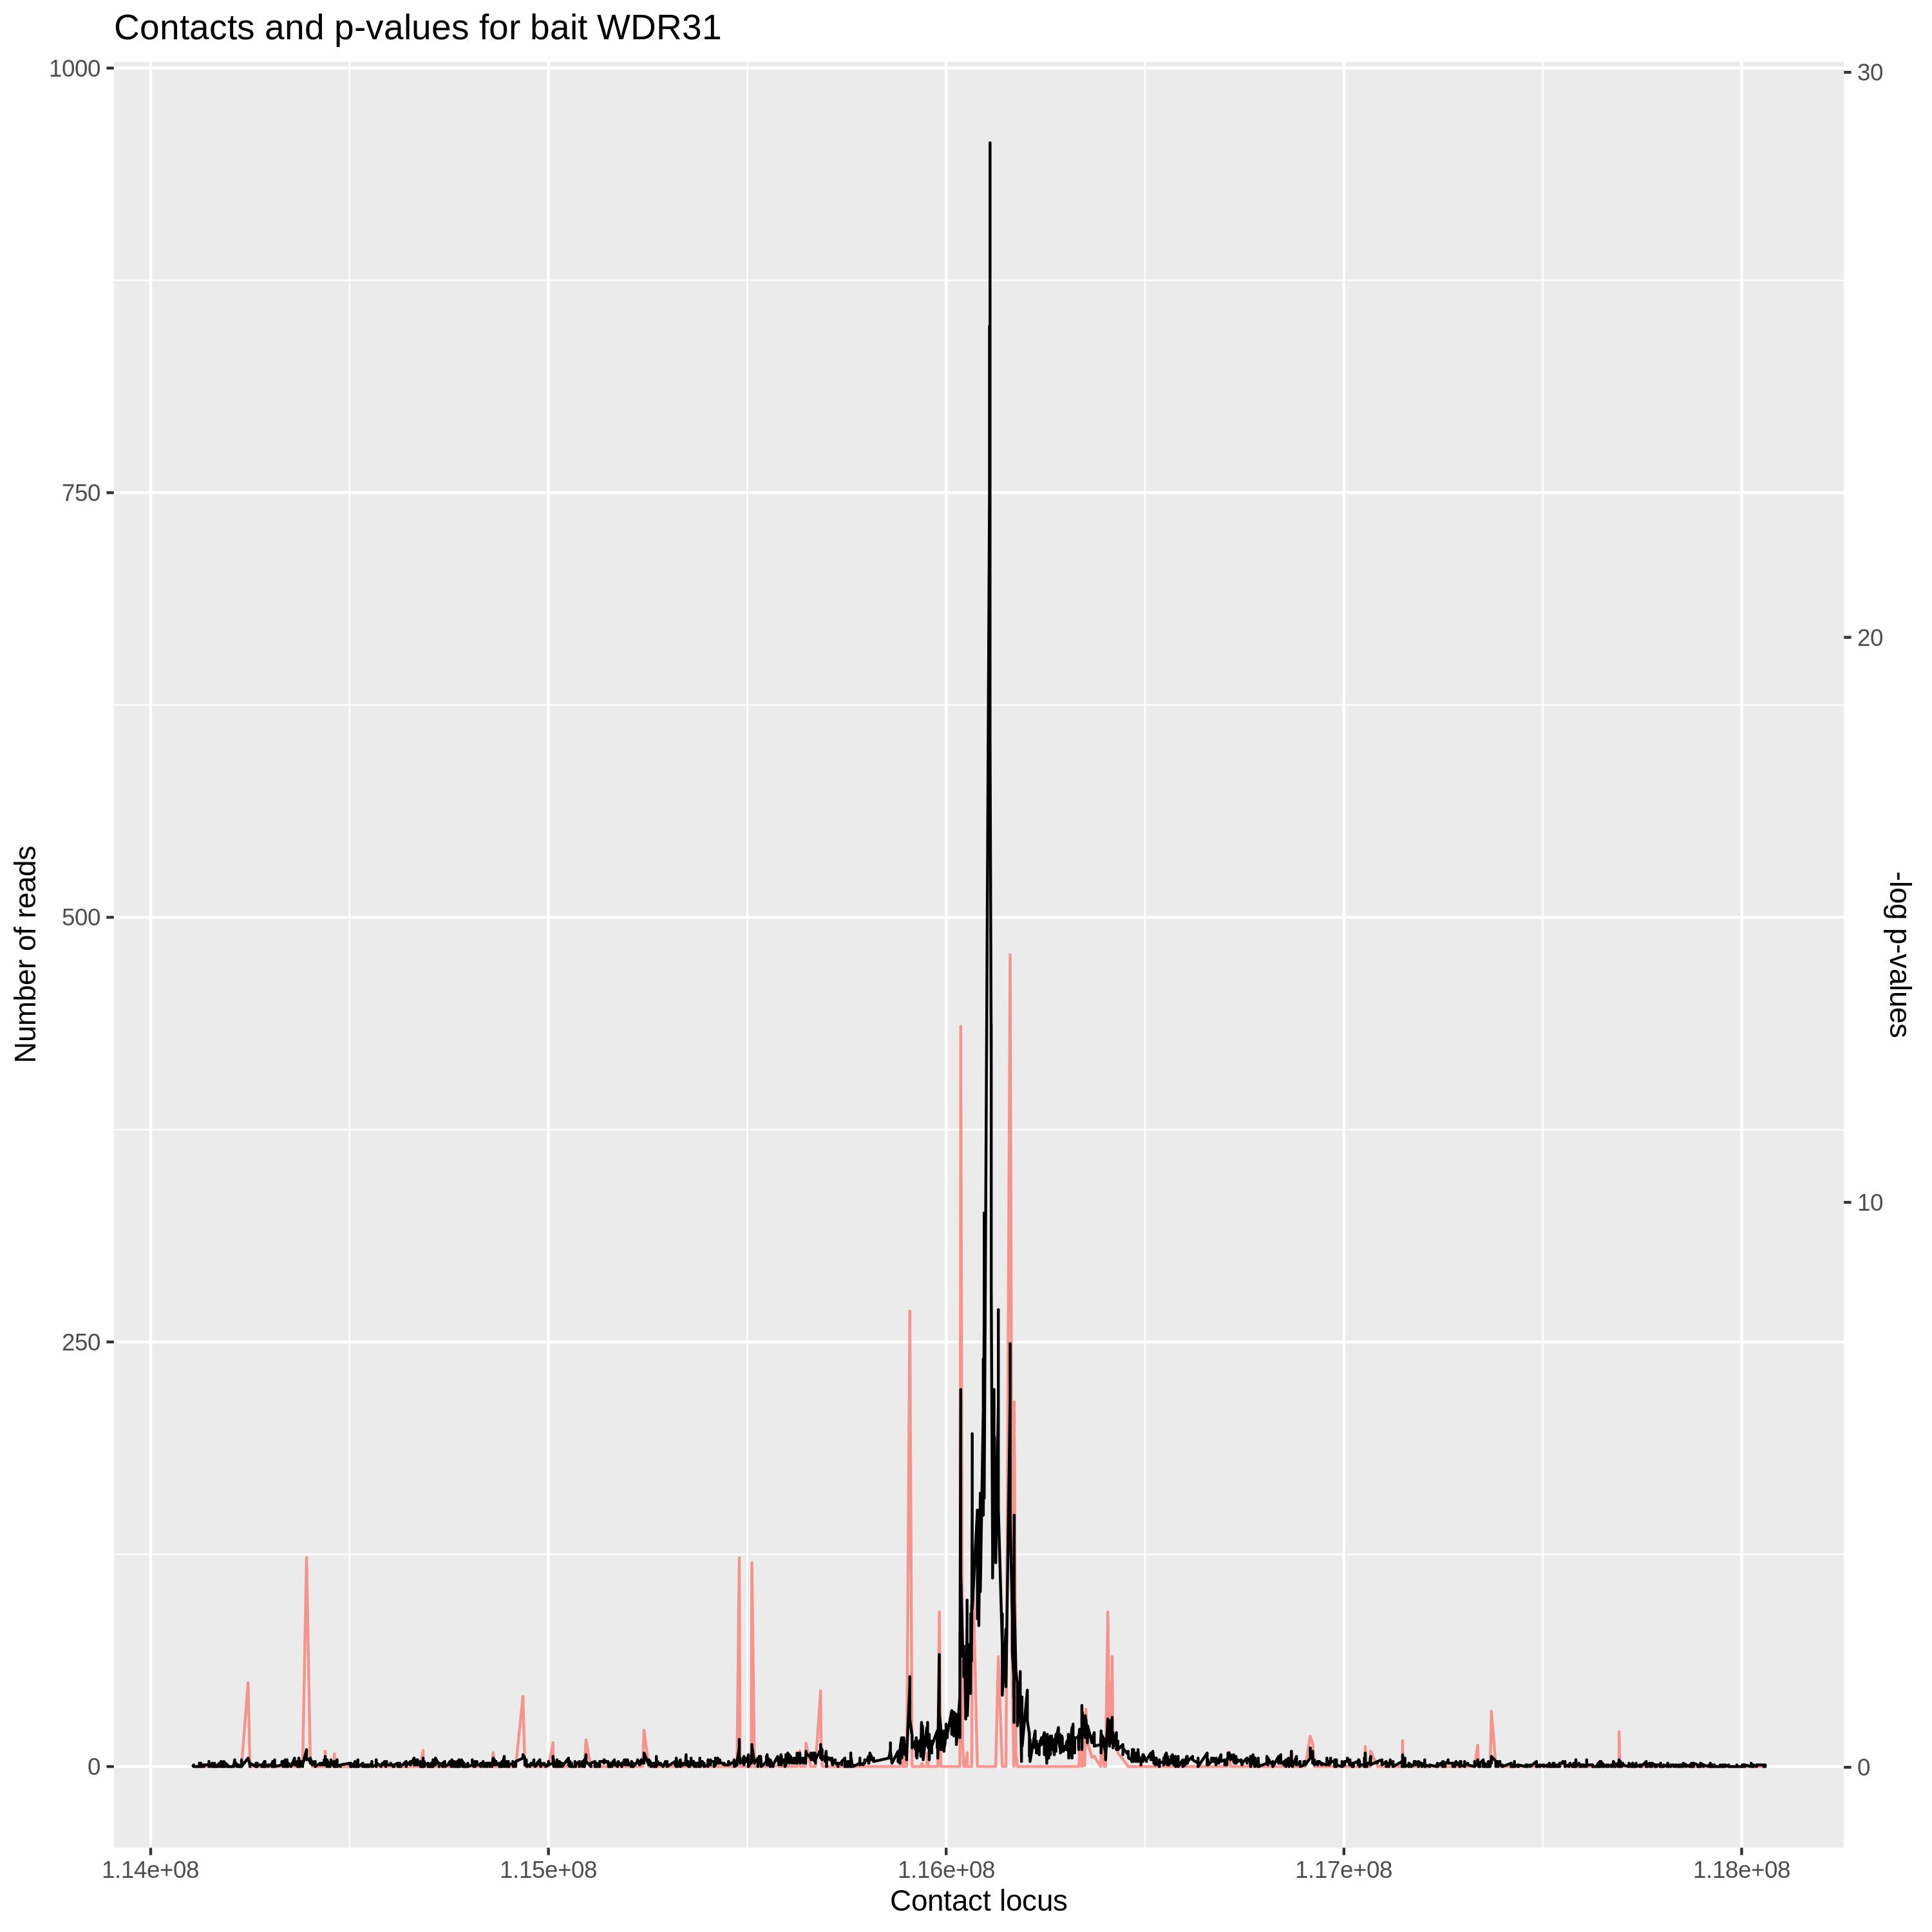 Contacts and p-values for bait WDR31
1000
750
500
250
0
Number of reads
30
20
10
0
-log p-values
1.14e+08 1.15e+08 1.16e+08 1.17e+08 1.18e+08
Contact locus